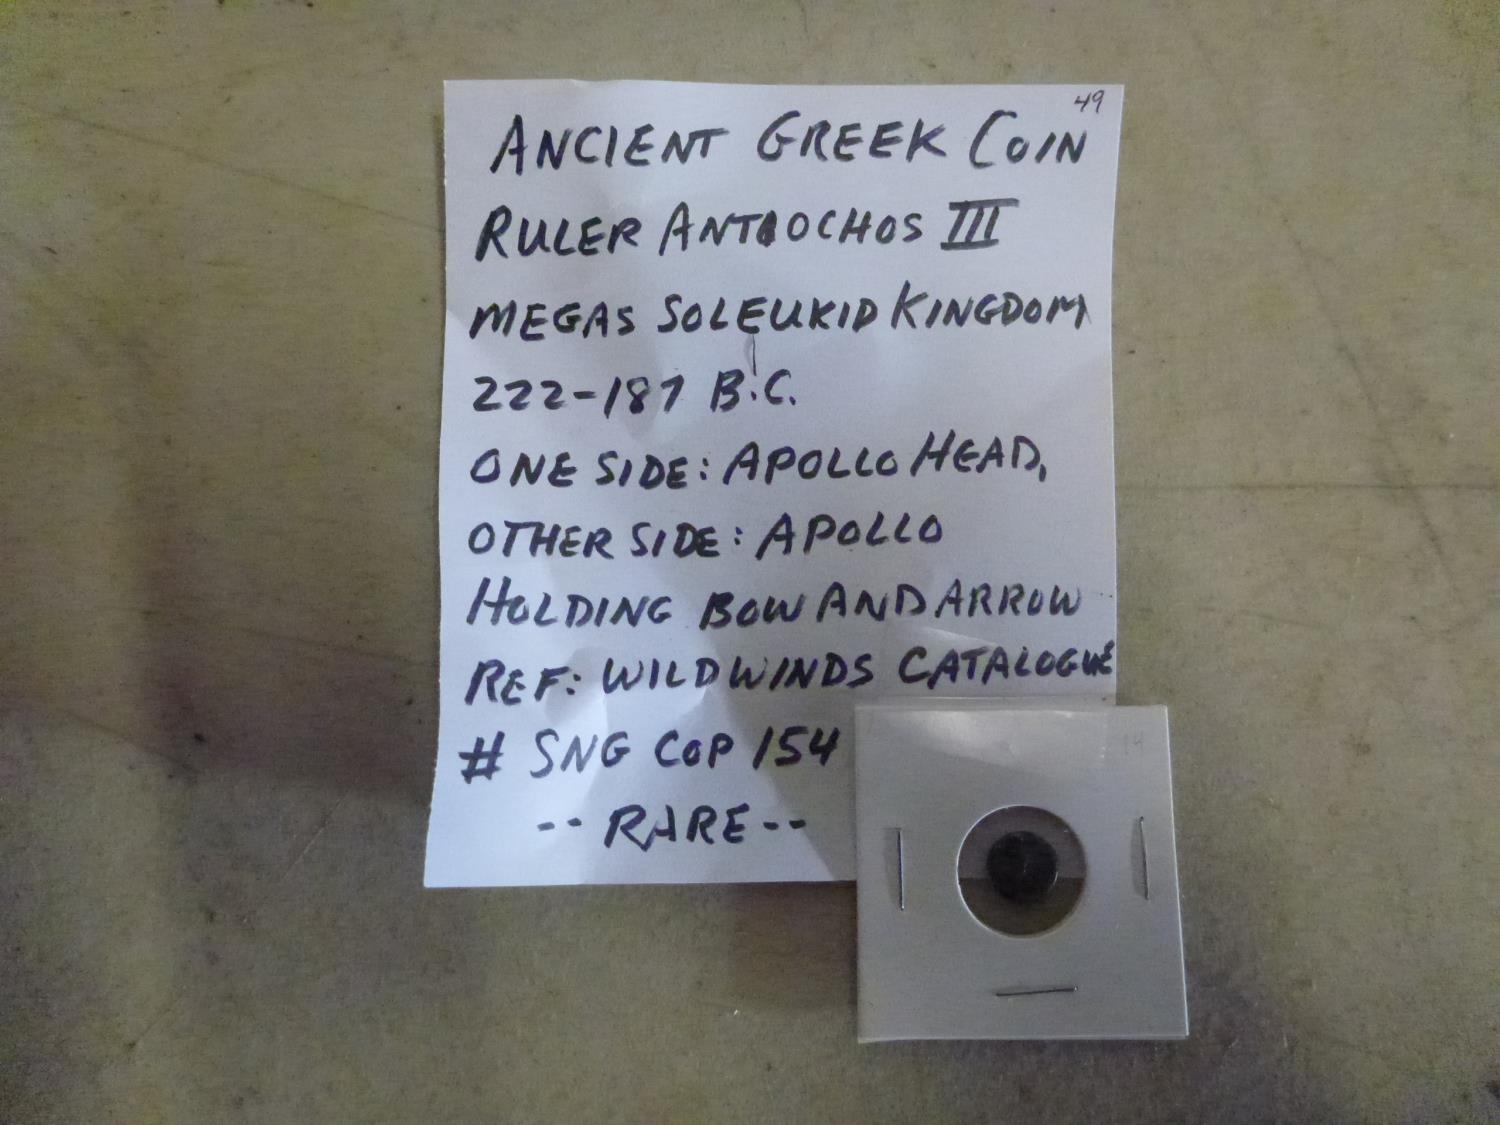 49
ANCIENT GREEK COIN
RULER ANTIOCHOS III
MEGAS SOLEUKID KINGDOM
222-187 B.C.
ONE SIDE: APOLLO HEAD,
OTHER SIDE: APOLLO
HOLDING BOW AND ARROW
REF: WILDWINDS CATALOGUE
# SNG COP 154
-- RARE --
14